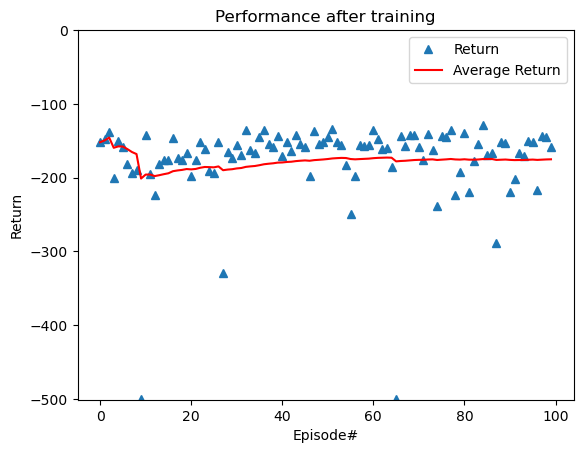 Performance after training
Return
Average Return
0
−100
−200
−300
−400
−500
Return
0
20
40
60
80
100
Episode#